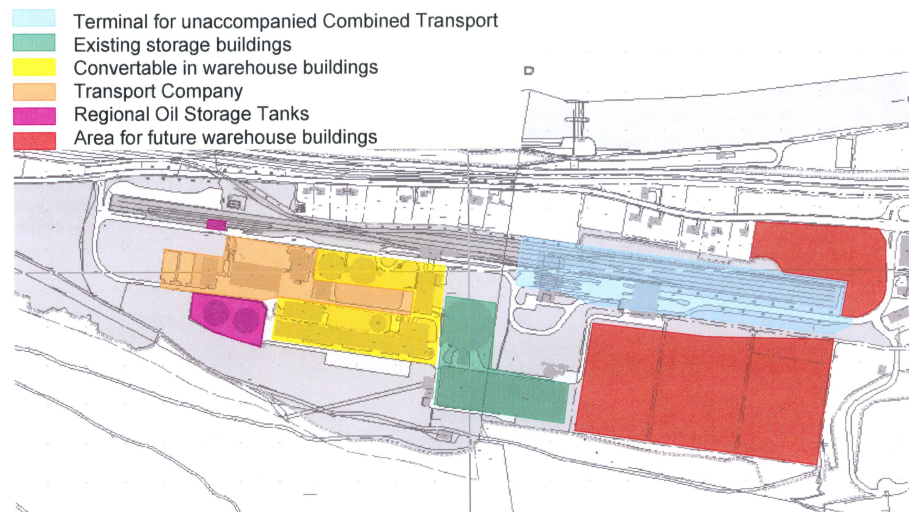 Terminal for unaccompanied Combined Transport
Existing storage buildings
Convertable in warehouse buildings
Transport Company
Regional Oil Storage Tanks
Area for future warehouse buildings
D